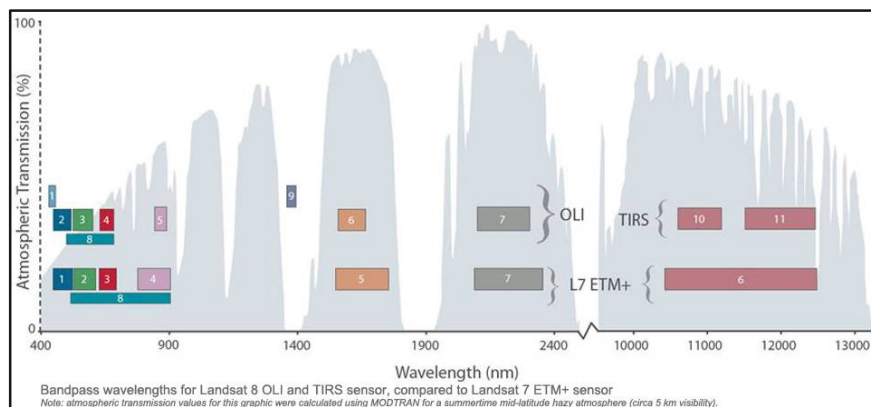 100
Atmospheric Transmission (%)
0
1
9
2 3 4 5 6 7 OLI TIRS 10 11
8
1 2 3 4 5 7 L7 ETM+ 6
8
400 900 1400 1900 2400 10000 11000 12000 13000
Wavelength (nm)
Bandpass wavelengths for Landsat 8 OLI and TIRS sensor, compared to Landsat 7 ETM+ sensor
Note: atmospheric transmission values for this graphic were calculated using MODTRAN for a summertime mid-latitude hazy atmosphere (circa 5 km visibility).